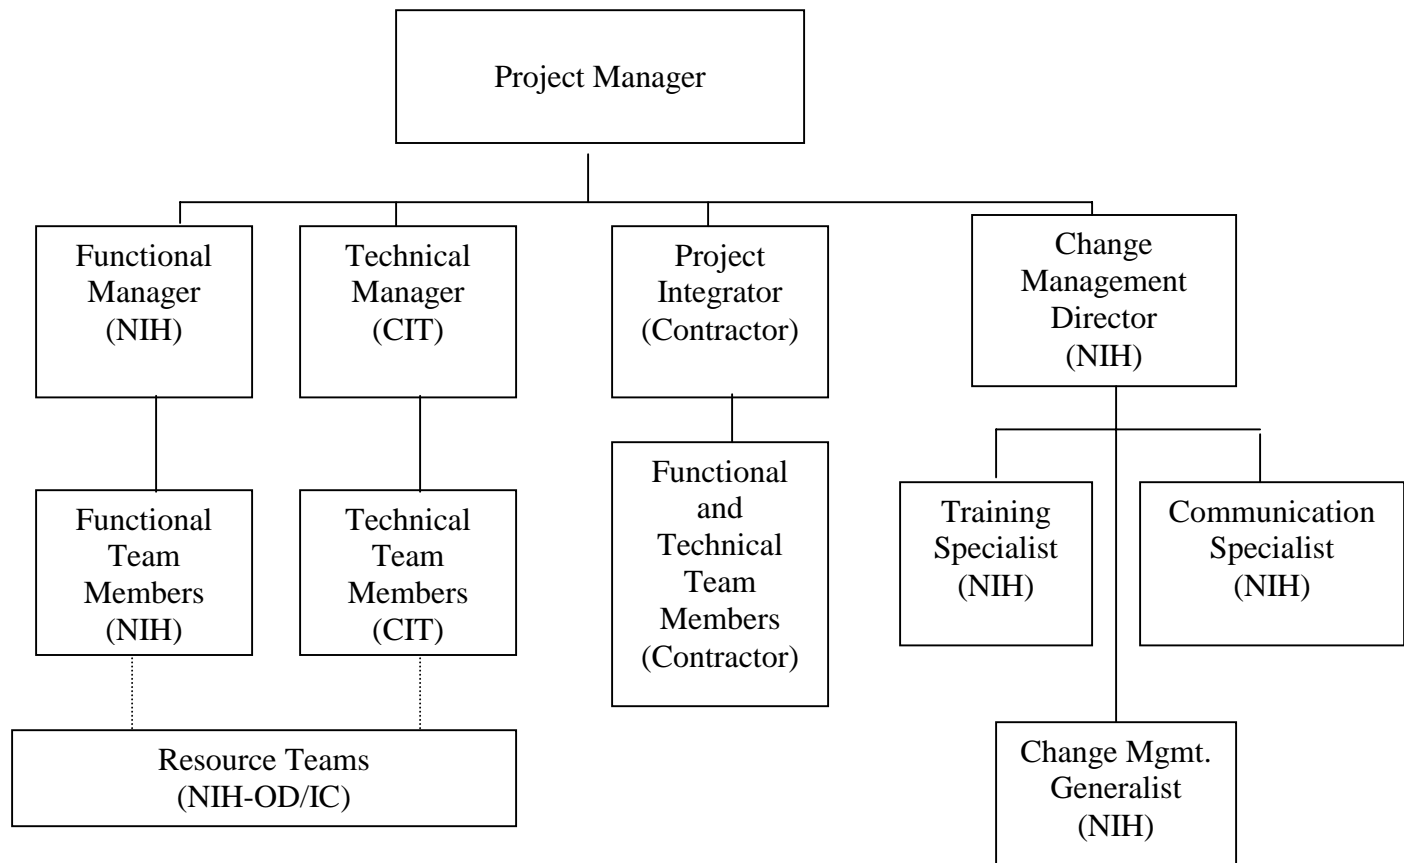 Project Manager
Functional
Manager
(NIH)
Technical
Manager
(CIT)
Project
Integrator
(Contractor)
Change
Management
Director
(NIH)
Functional
Team
Members
(NIH)
Technical
Team
Members
(CIT)
Functional
and
Technical
Team
Members
(Contractor)
Training
Specialist
(NIH)
Communication
Specialist
(NIH)
Resource Teams
(NIH-OD/IC)
Change Mgmt.
Generalist
(NIH)